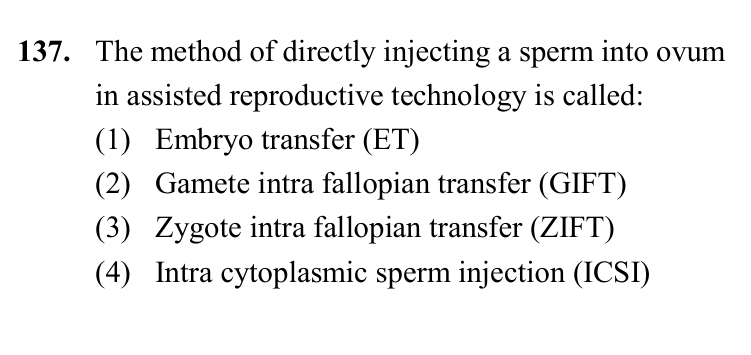 137. The method of directly injecting a sperm into ovum
in assisted reproductive technology is called:
(1) Embryo transfer (ET)
(2) Gamete intra fallopian transfer (GIFT)
(3) Zygote intra fallopian transfer (ZIFT)
(4) Intra cytoplasmic sperm injection (ICSI)